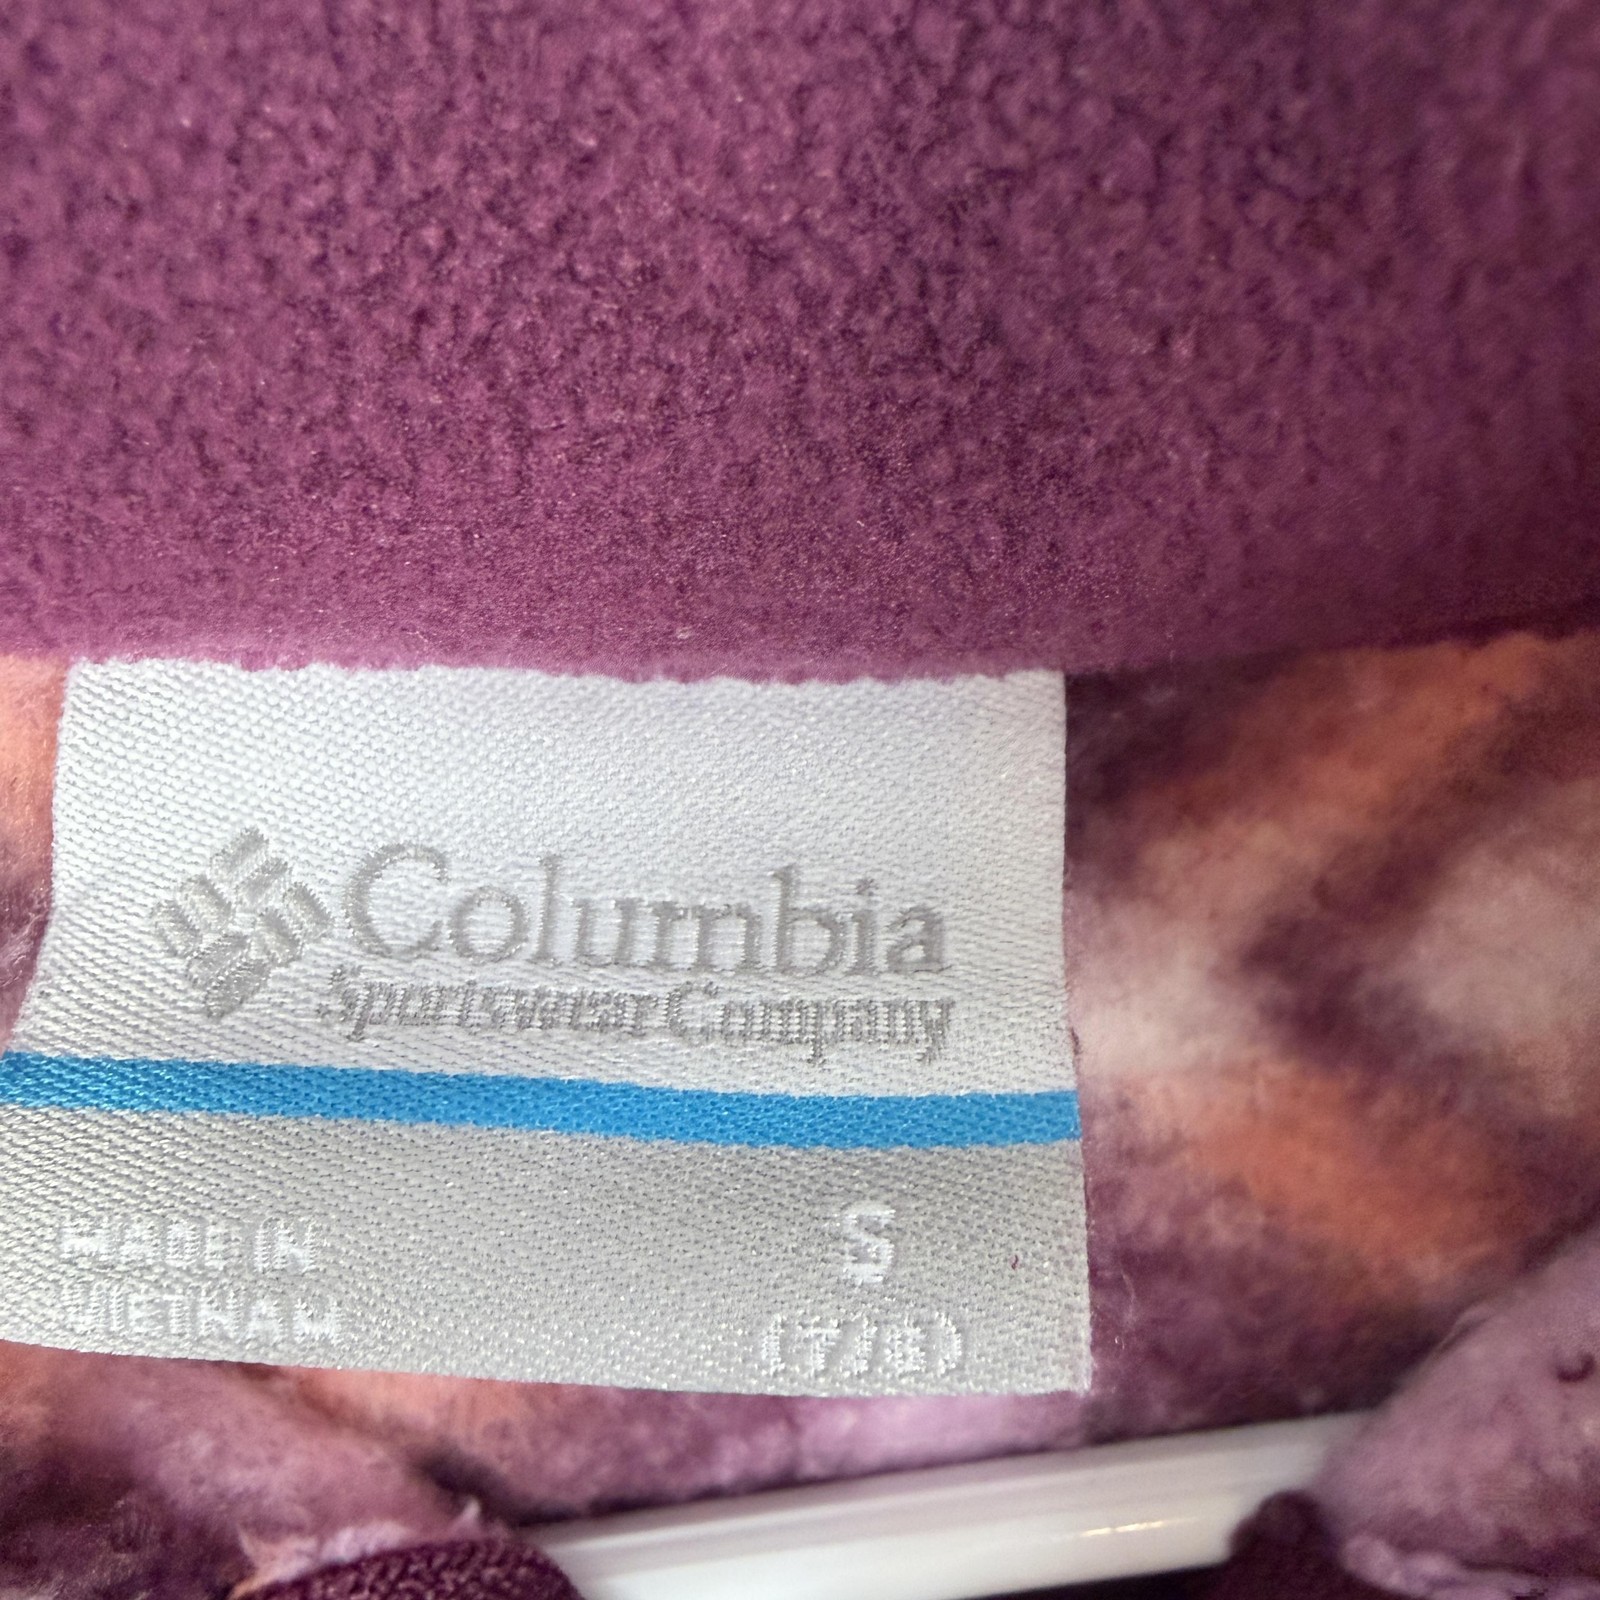 Columbia
Sportswear Company
MADE IN
VIETNAM
S
(7/8)